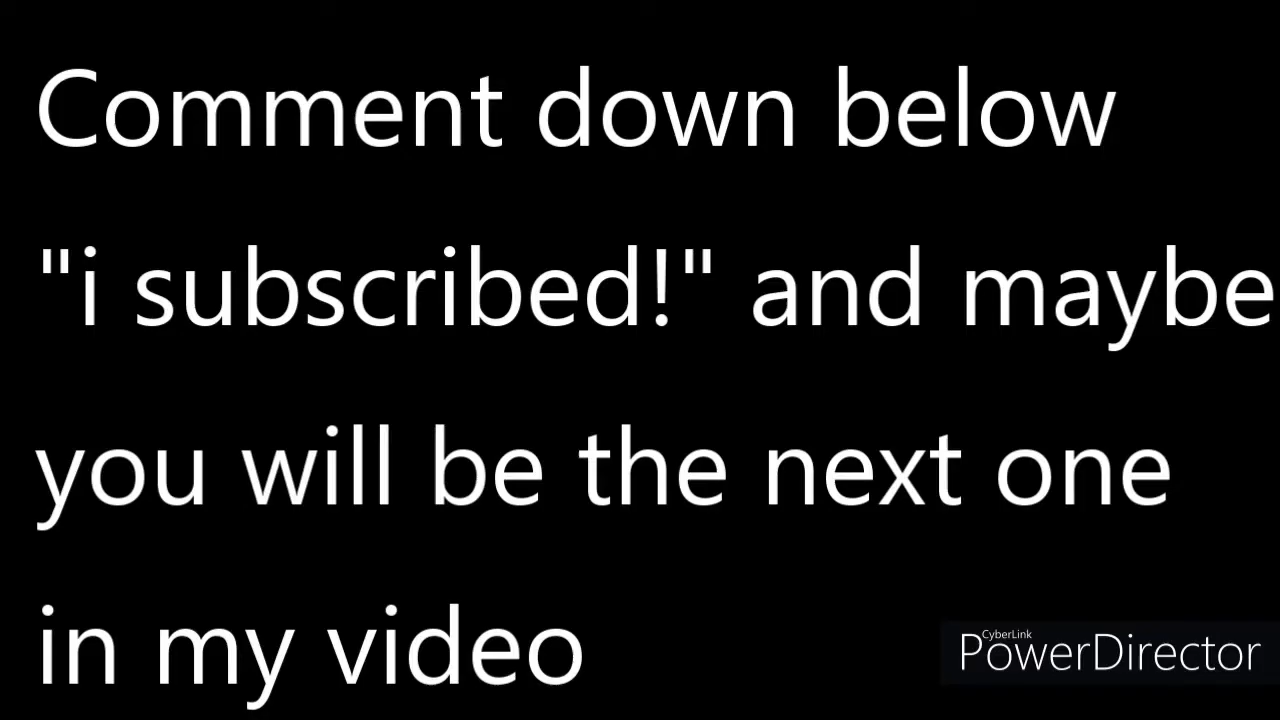 Comment down below
"i subscribed!" and maybe
you will be the next one
in my video
CyberLink
PowerDirector